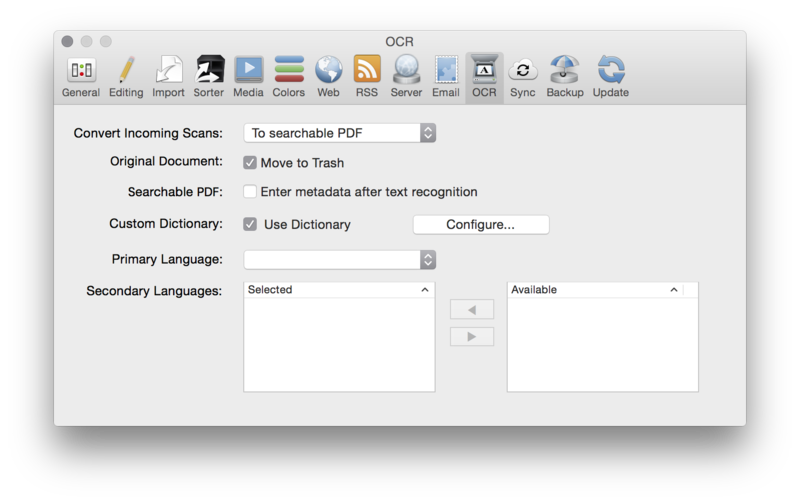 OCR
General Editing Import Sorter Media Colors Web RSS Server Email OCR Sync Backup Update
Convert Incoming Scans: To searchable PDF
Original Document: Move to Trash
Searchable PDF: Enter metadata after text recognition
Custom Dictionary: Use Dictionary Configure...
Primary Language:
Secondary Languages: Selected Available